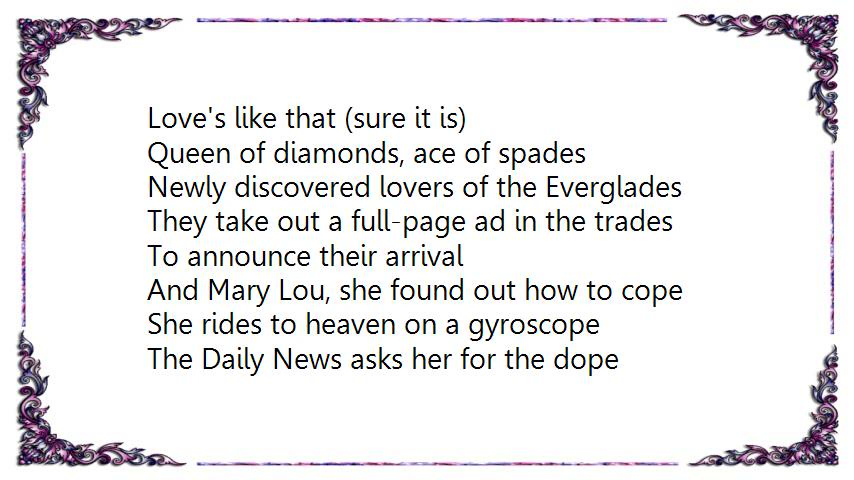 Love's like that (sure it is)
Queen of diamonds, ace of spades
Newly discovered lovers of the Everglades
They take out a full-page ad in the trades
To announce their arrival
And Mary Lou, she found out how to cope
She rides to heaven on a gyroscope
The Daily News asks her for the dope